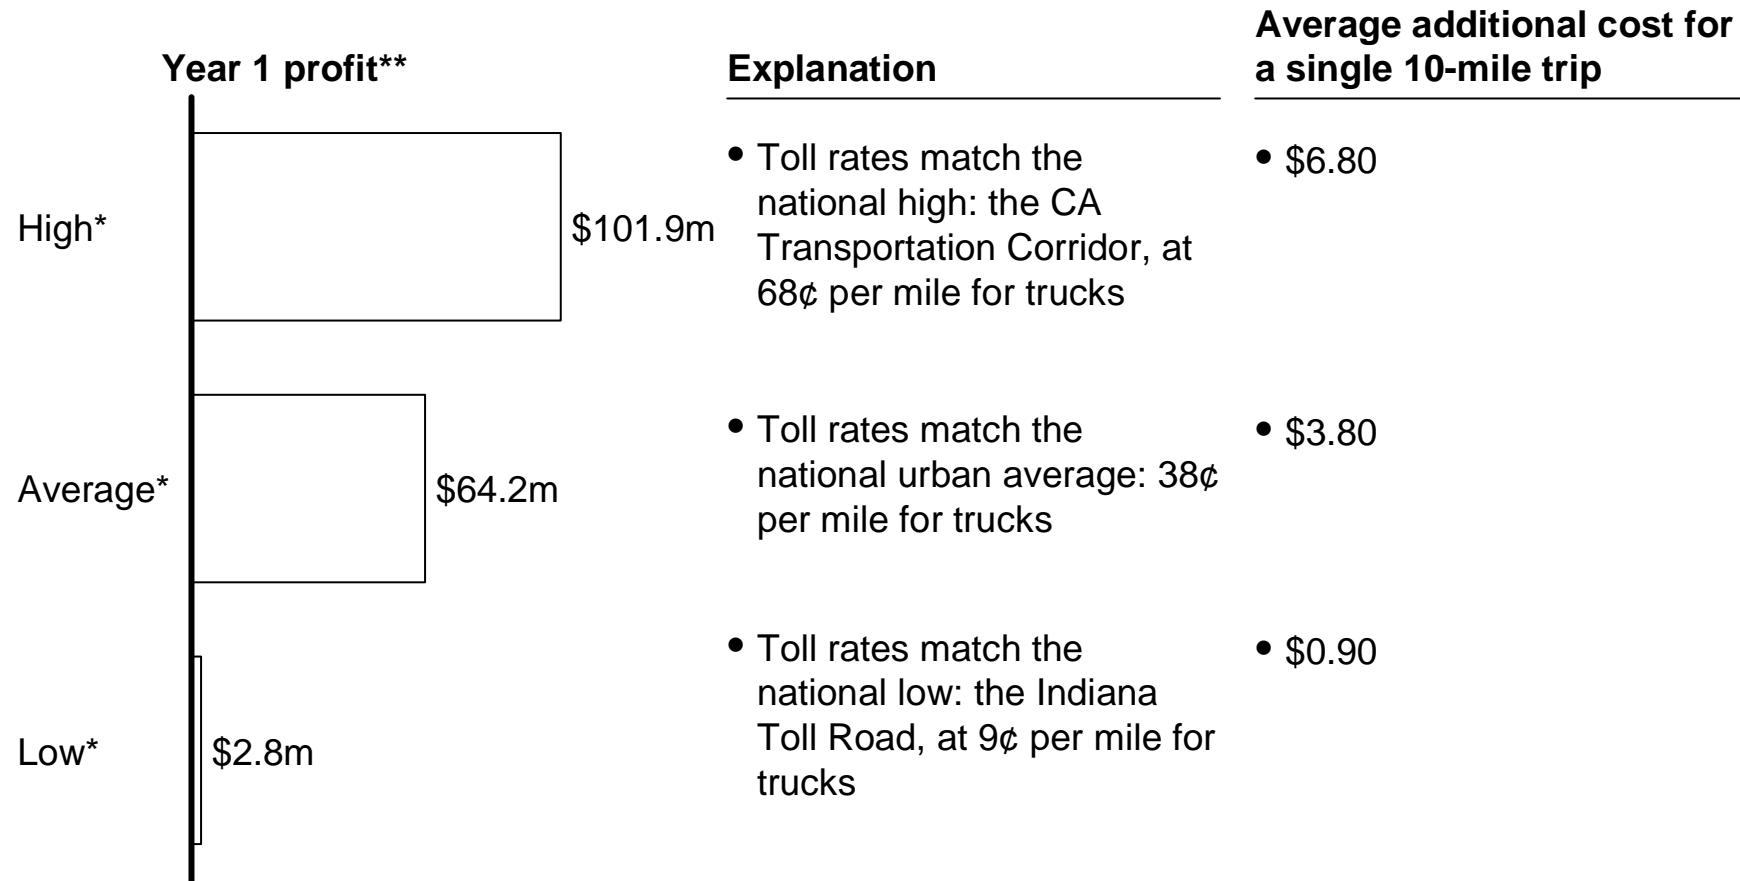 Year 1 profit**
Explanation
Average additional cost for
a single 10-mile trip
High*
$101.9m
• Toll rates match the
national high: the CA
Transportation Corridor, at
68¢ per mile for trucks
• $6.80
Average*
$64.2m
• Toll rates match the
national urban average: 38¢
per mile for trucks
• $3.80
Low*
$2.8m
• Toll rates match the
national low: the Indiana
Toll Road, at 9¢ per mile for
trucks
• $0.90